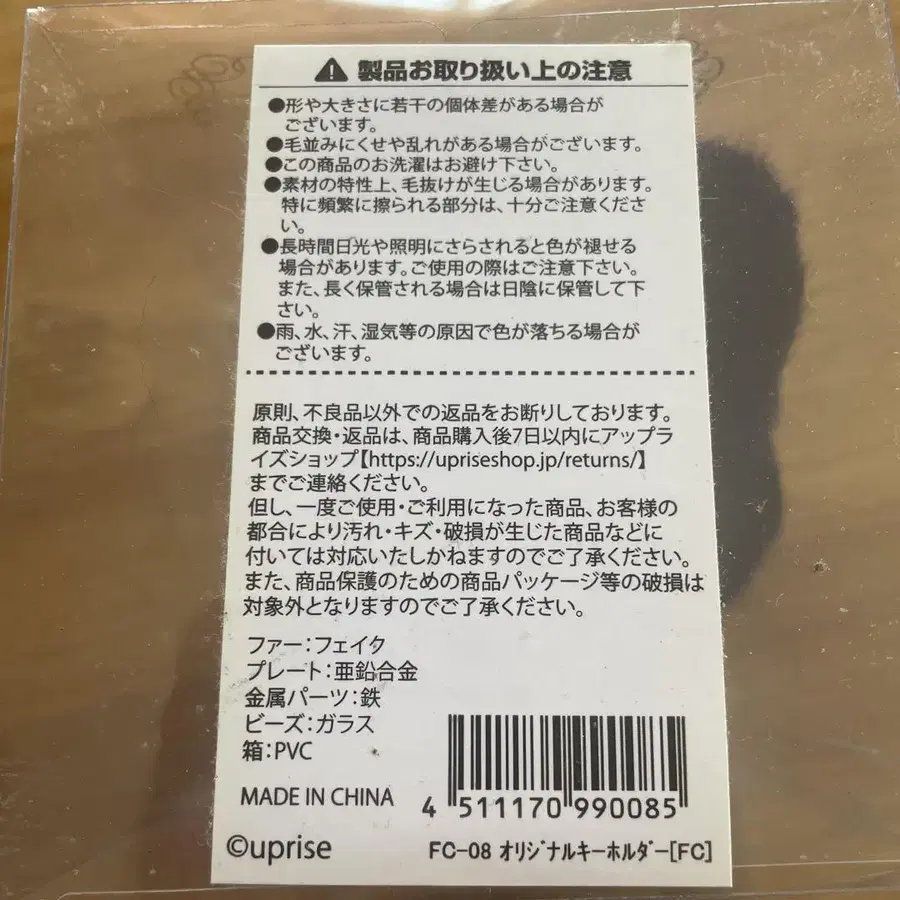 ⚠ 製品お取り扱い上の注意
●形や大きさに若干の個体差がある場合が
ございます。
●毛並みにくせや乱れがある場合がございます。
●この商品のお洗濯はお避け下さい。
●素材の特性上、毛抜けが生じる場合があります。
特に頻繁に擦られる部分は、十分ご注意くださ
い。
●長時間日光や照明にさらされると色が褪せる
場合があります。ご使用の際はご注意下さい。
また、長く保管される場合は日陰に保管して下
さい。
●雨、水、汗、湿気等の原因で色が落ちる場合が
ございます。
原則、不良品以外での返品をお断りしております。
商品交換・返品は、商品購入後7日以内にアップラ
イズショップ【https://upriseshop.jp/returns/】
までご連絡ください。
但し、一度ご使用・ご利用になった商品、お客様の
都合により汚れ・キズ・破損が生じた商品などに
付いては対応いたしかねますのでご了承ください。
また、商品保護のための商品パッケージ等の破損は
対象外となりますのでご了承ください。
ファー：フェイク
プレート：亜鉛合金
金属パーツ：鉄
ビーズ：ガラス
箱：PVC
MADE IN CHINA
4 511170 990085
©uprise
FC-08 オリジナルキーホルダー[FC]